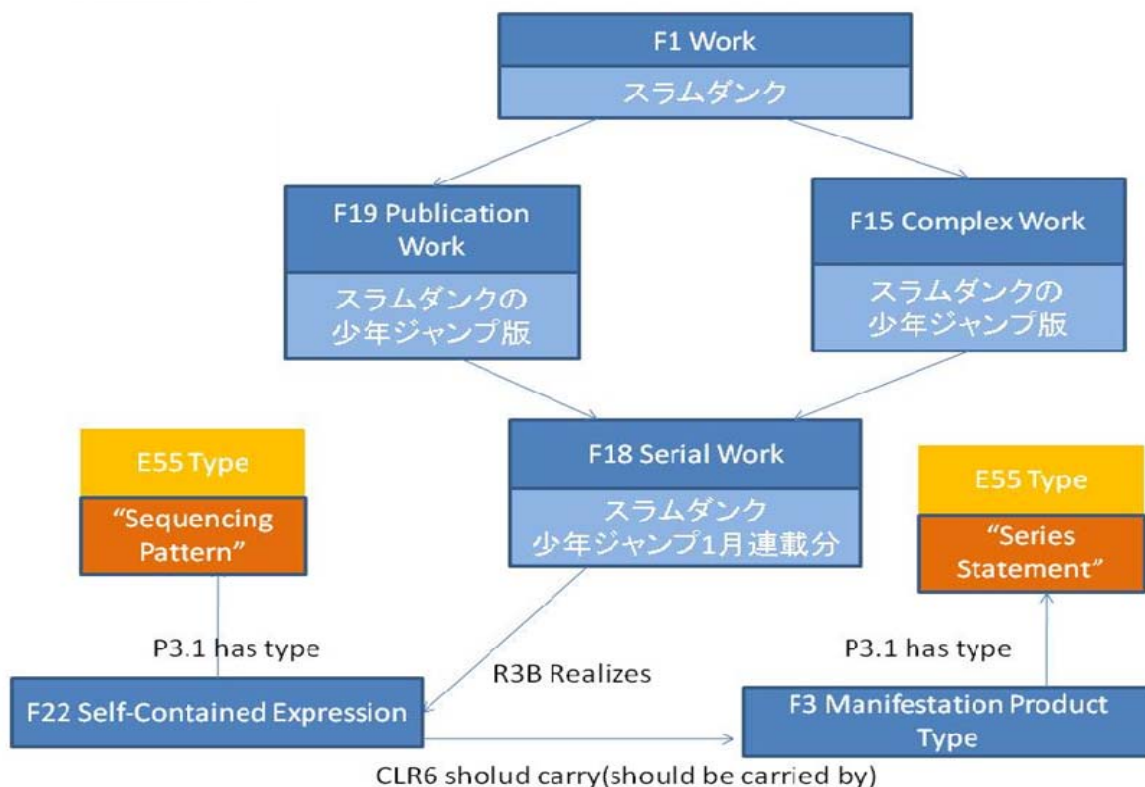 F1 Work
スラムダンク
F19 Publication
Work
スラムダンクの
少年ジャンプ版
F15 Complex Work
スラムダンクの
少年ジャンプ版
F18 Serial Work
スラムダンク
少年ジャンプ1月連載分
E55 Type
“Sequencing
Pattern”
E55 Type
“Series
Statement”
P3.1 has type
R3B Realizes
P3.1 has type
F22 Self-Contained Expression
F3 Manifestation Product
Type
CLR6 sholud carry(should be carried by)